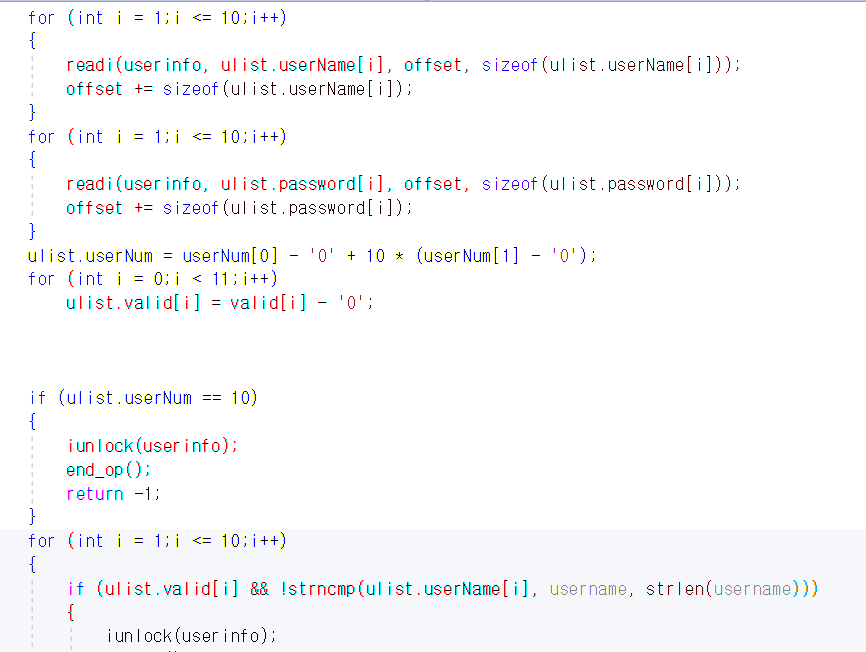 for (int i = 1;i <= 10;i++)
{
readi(userinfo, ulist.userName[i], offset, sizeof(ulist.userName[i]));
offset += sizeof(ulist.userName[i]);
}
for (int i = 1;i <= 10;i++)
{
readi(userinfo, ulist.password[i], offset, sizeof(ulist.password[i]));
offset += sizeof(ulist.password[i]);
}
ulist.userNum = userNum[0] - '0' + 10 * (userNum[1] - '0');
for (int i = 0;i < 11;i++)
ulist.valid[i] = valid[i] - '0';
if (ulist.userNum == 10)
{
iunlock(userinfo);
end_op();
return -1;
}
for (int i = 1;i <= 10;i++)
{
if (ulist.valid[i] && !strncmp(ulist.userName[i], username, strlen(username)))
{
iunlock(userinfo);